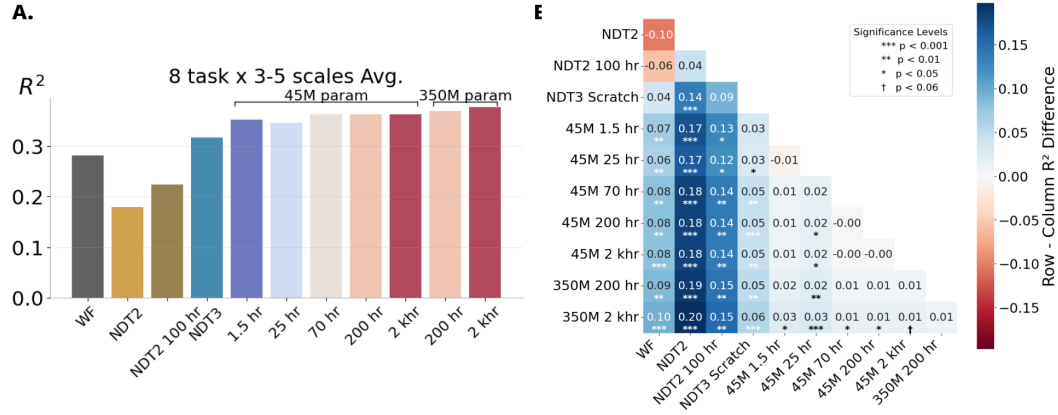 A.
8 task x 3-5 scales Avg.
R²
45M param
350M param
0.3
0.2
0.1
0.0
WF
NDT2
NDT2 100 hr
NDT3
1.5 hr
25 hr
70 hr
200 hr
2 khr
200 hr
2 khr
E
Significance Levels
*** p < 0.001
** p < 0.01
* p < 0.05
† p < 0.06
NDT2 -0.10
NDT2 100 hr -0.06 0.04
NDT3 Scratch 0.04 0.14 0.09
***
45M 1.5 hr 0.07 0.17 0.13 0.03
** *** *
45M 25 hr 0.06 0.17 0.12 0.03 -0.01
** *** * *
45M 70 hr 0.08 0.18 0.14 0.05 0.01 0.02
** *** ** **
45M 200 hr 0.08 0.18 0.14 0.05 0.01 0.02 -0.00
** *** ** *** *
45M 2 khr 0.08 0.18 0.14 0.05 0.01 0.02 -0.00 -0.00
*** *** ** ** *
350M 200 hr 0.09 0.19 0.15 0.05 0.02 0.02 0.01 0.01 0.01
** *** ** ** **
350M 2 khr 0.10 0.20 0.15 0.06 0.03 0.03 0.01 0.01 0.01 0.01
*** *** ** *** * *** * * †
WF
NDT2
NDT2 100 hr
NDT3 Scratch
45M 1.5 hr
45M 25 hr
45M 70 hr
45M 200 hr
45M 2 khr
350M 200 hr
0.15
0.10
0.05
0.00
−0.05
−0.10
−0.15
Row - Column R² Difference